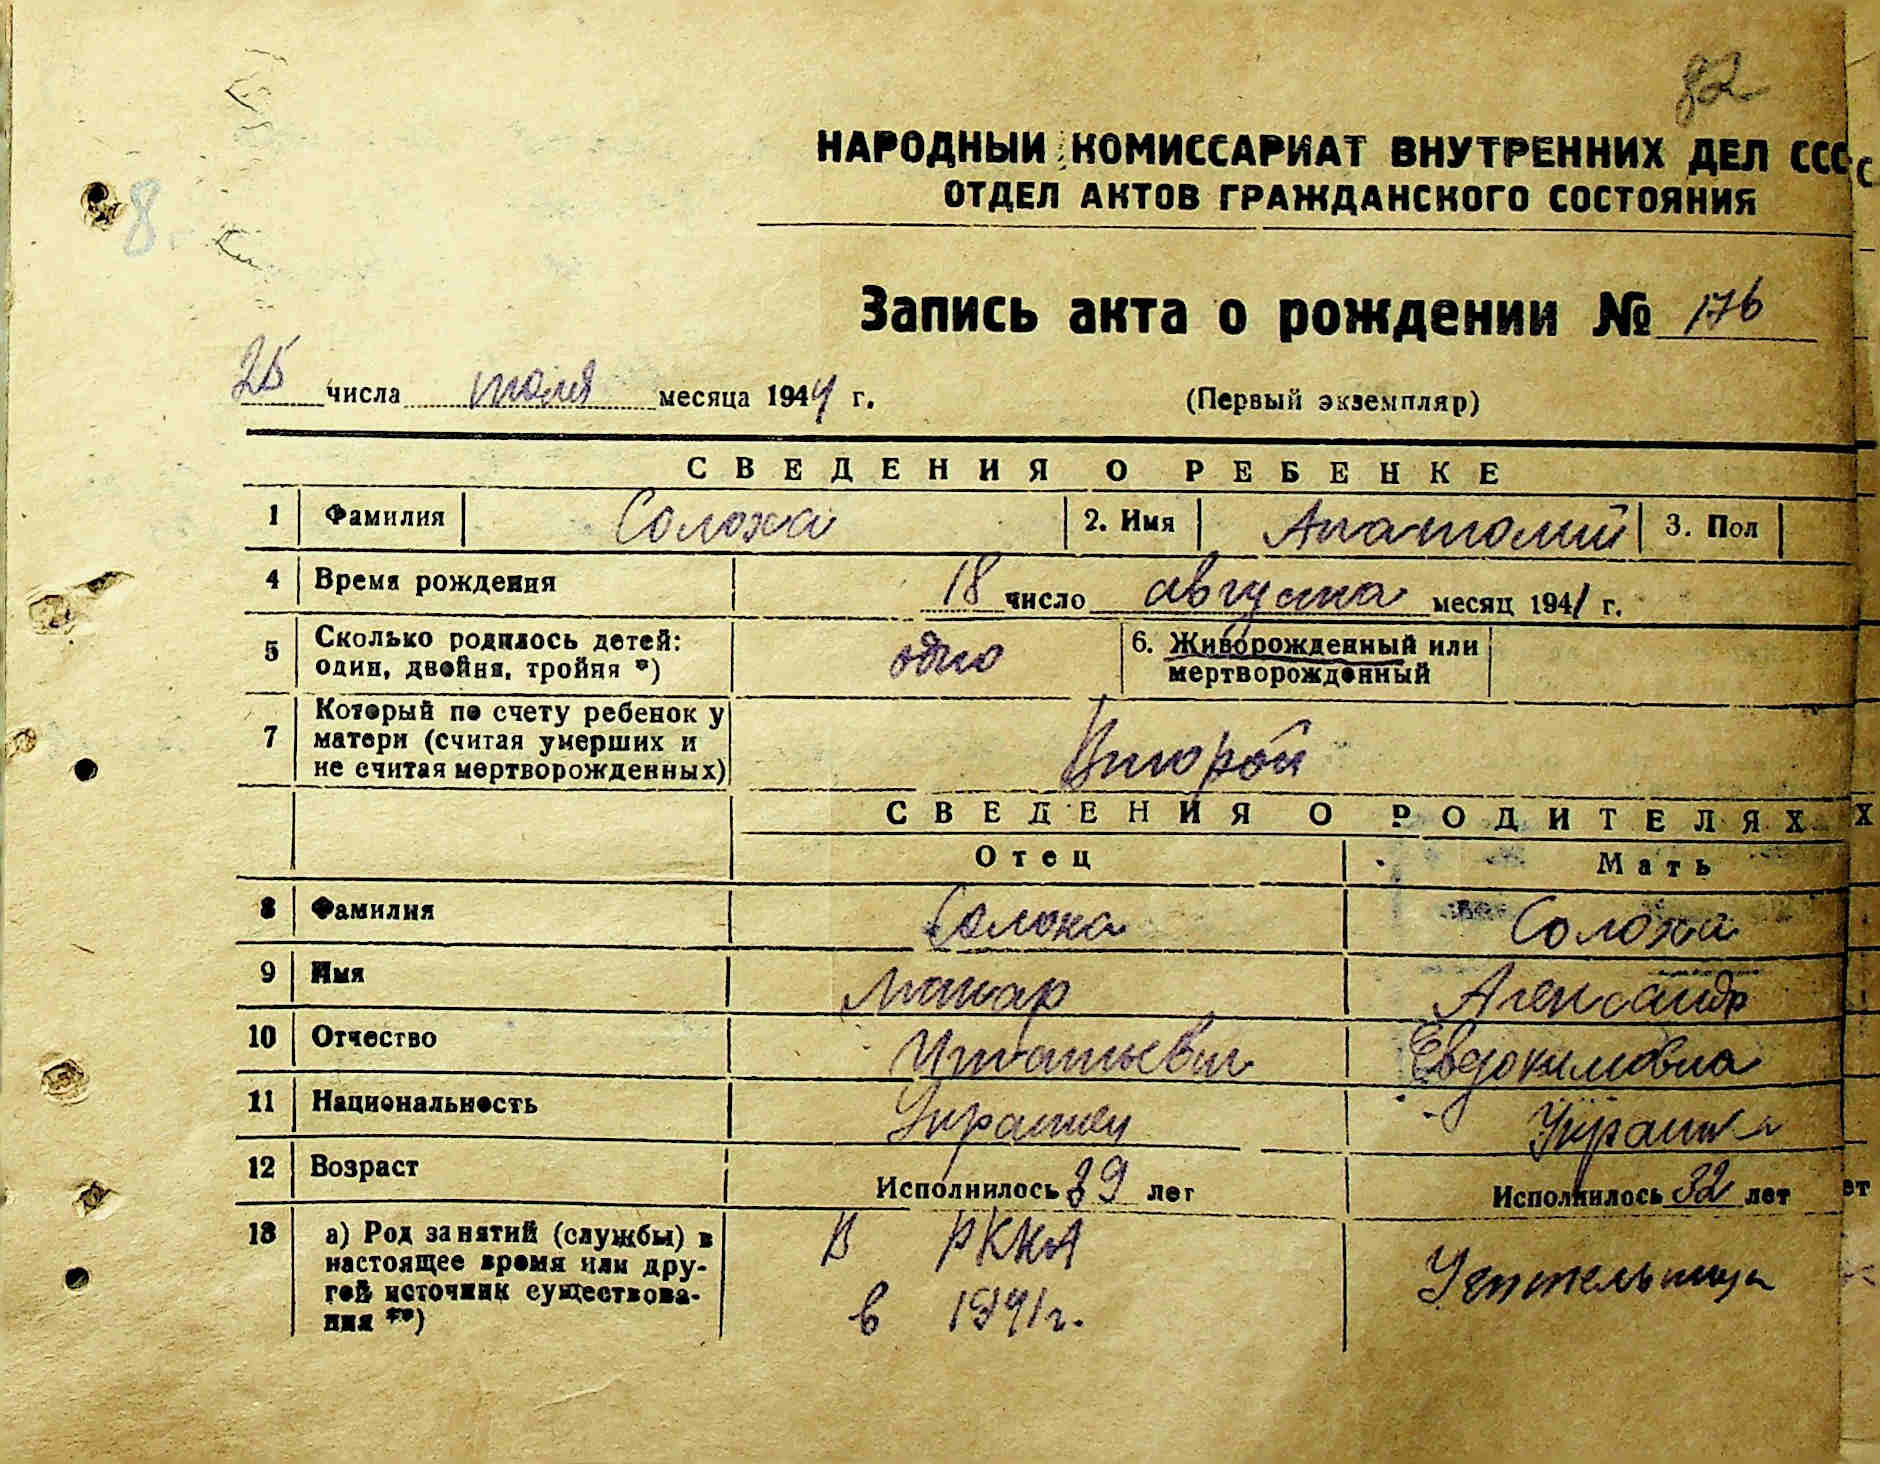 82
НАРОДНЫЙ КОМИССАРИАТ ВНУТРЕННИХ ДЕЛ ССС
ОТДЕЛ АКТОВ ГРАЖДАНСКОГО СОСТОЯНИЯ
8.
Запись акта о рождении № 176
25 числа июля месяца 1944 г. (Первый экземпляр)
СВЕДЕНИЯ О РЕБЕНКЕ
1 Фамилия Солоха 2. Имя Анатолий 3. Пол
4 Время рождения 18 число августа месяц 1941 г.
5 Сколько родилось детей: один, двойня, тройня *) одно 6. Живорожденный или мертворожденный
7 Который по счету ребенок у матери (считая умерших и не считая мертворожденных) Второй
СВЕДЕНИЯ О РОДИТЕЛЯХ
Отец Мать
8 Фамилия Солоха Солоха
9 Имя Макар Александр
10 Отчество Игнатьевич Евдокимовна
11 Национальность Украинец Украинка
12 Возраст Исполнилось 39 лет Исполнилось 32 лет
13 а) Род занятий (службы) в настоящее время или другой источник существования **) В РККА в 1941 г. Учительница